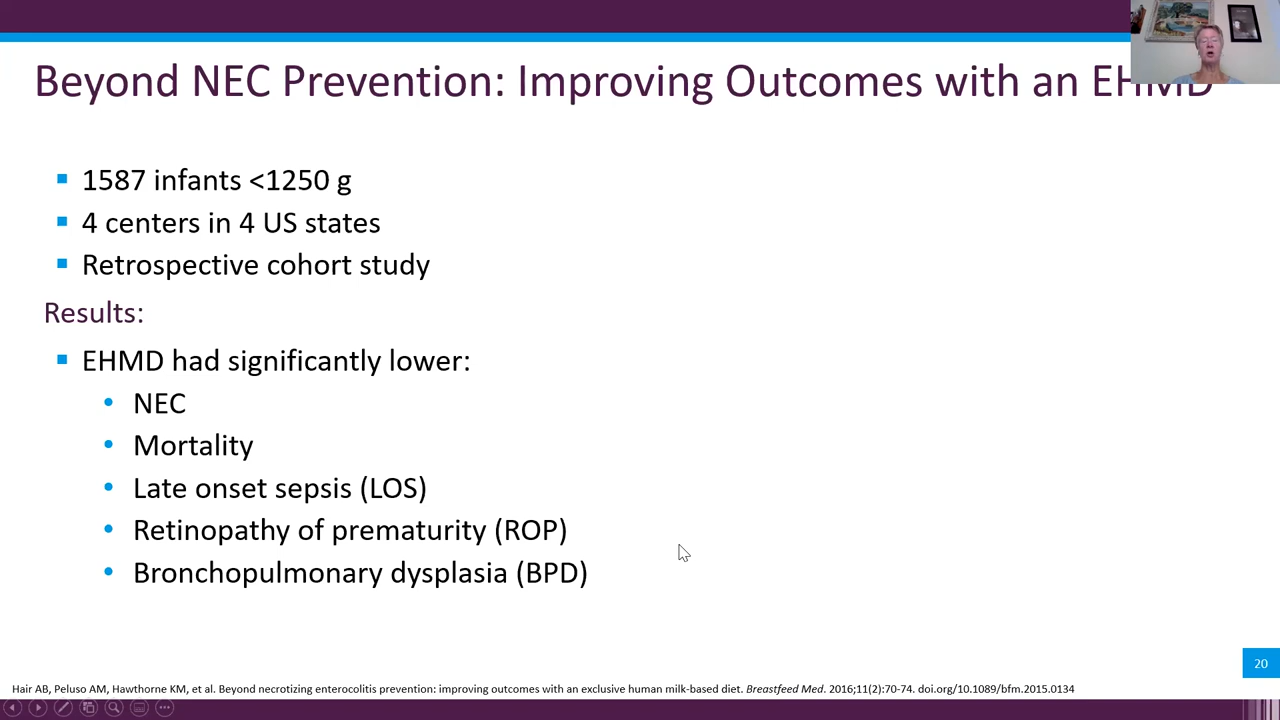 Beyond NEC Prevention: Improving Outcomes with an EHMD
1587 infants <1250 g
4 centers in 4 US states
Retrospective cohort study
Results:
EHMD had significantly lower:
NEC
Mortality
Late onset sepsis (LOS)
Retinopathy of prematurity (ROP)
Bronchopulmonary dysplasia (BPD)
20
Hair AB, Peluso AM, Hawthorne KM, et al. Beyond necrotizing enterocolitis prevention: improving outcomes with an exclusive human milk-based diet. Breastfeed Med. 2016;11(2):70-74. doi.org/10.1089/bfm.2015.0134